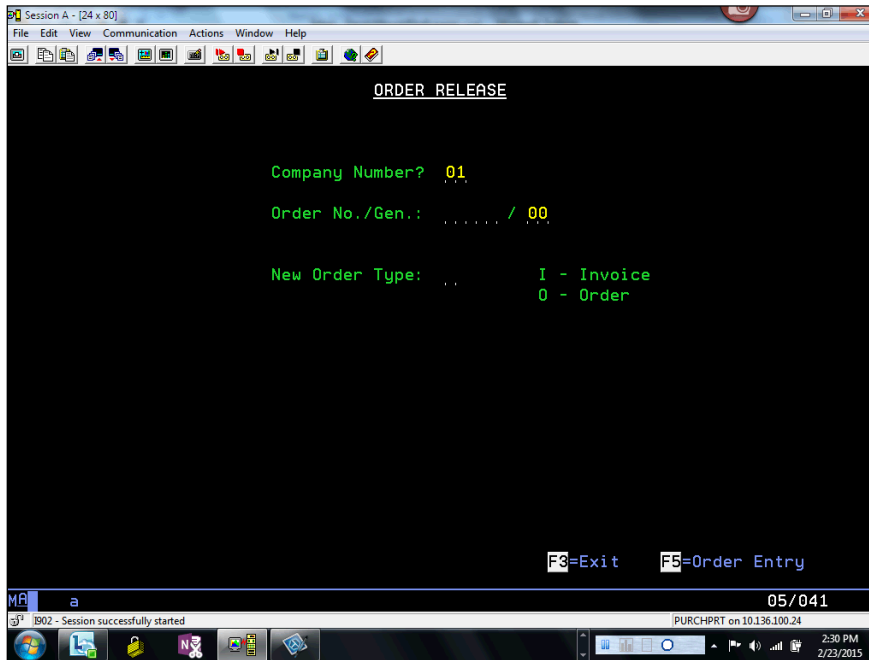 Session A - [24 x 80]
File Edit View Communication Actions Window Help
ORDER RELEASE
Company Number? 01
Order No./Gen.: / 00
New Order Type: I - Invoice
O - Order
F3=Exit F5=Order Entry
MA a 05/041
I902 - Session successfully started PURCHPRT on 10.136.100.24
2:30 PM
2/23/2015